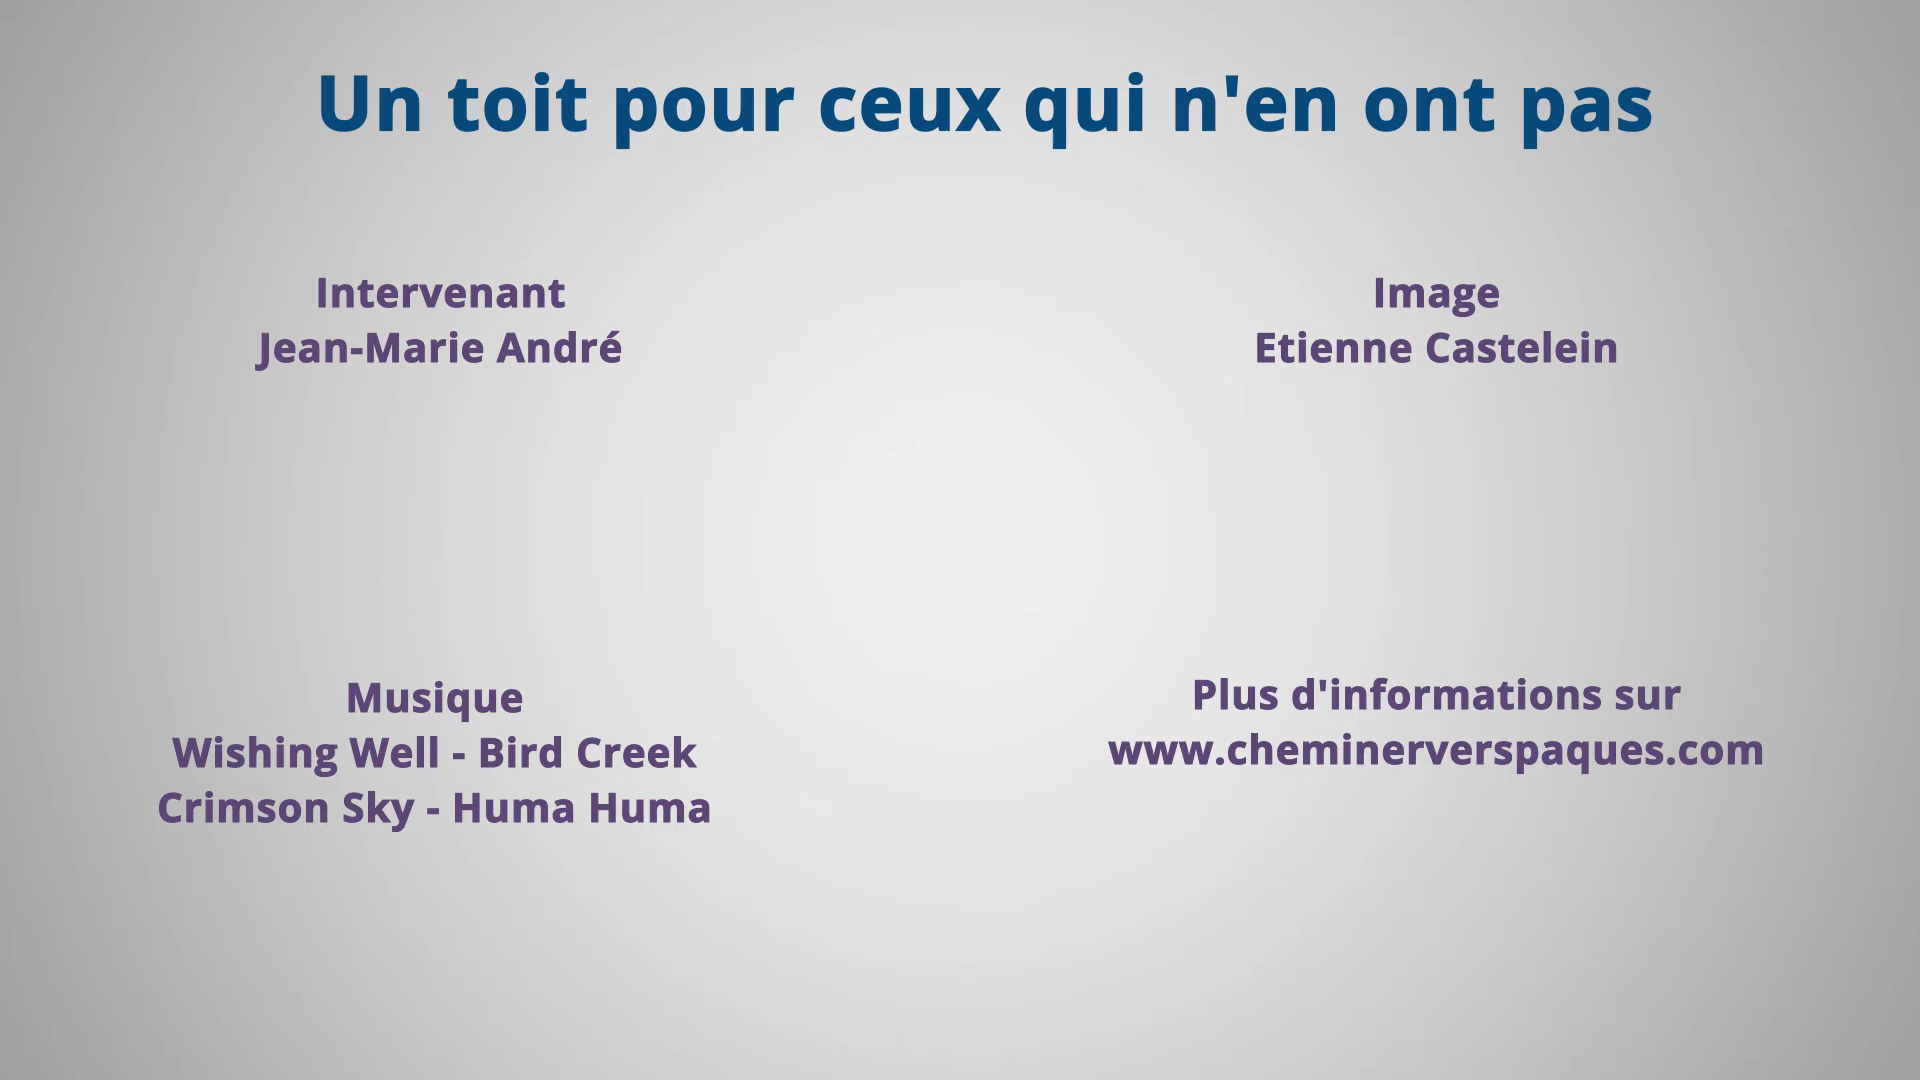 Un toit pour ceux qui n'en ont pas
Intervenant
Jean-Marie André
Image
Etienne Castelein
Musique
Wishing Well - Bird Creek
Crimson Sky - Huma Huma
Plus d'informations sur
www.cheminerverspaques.com